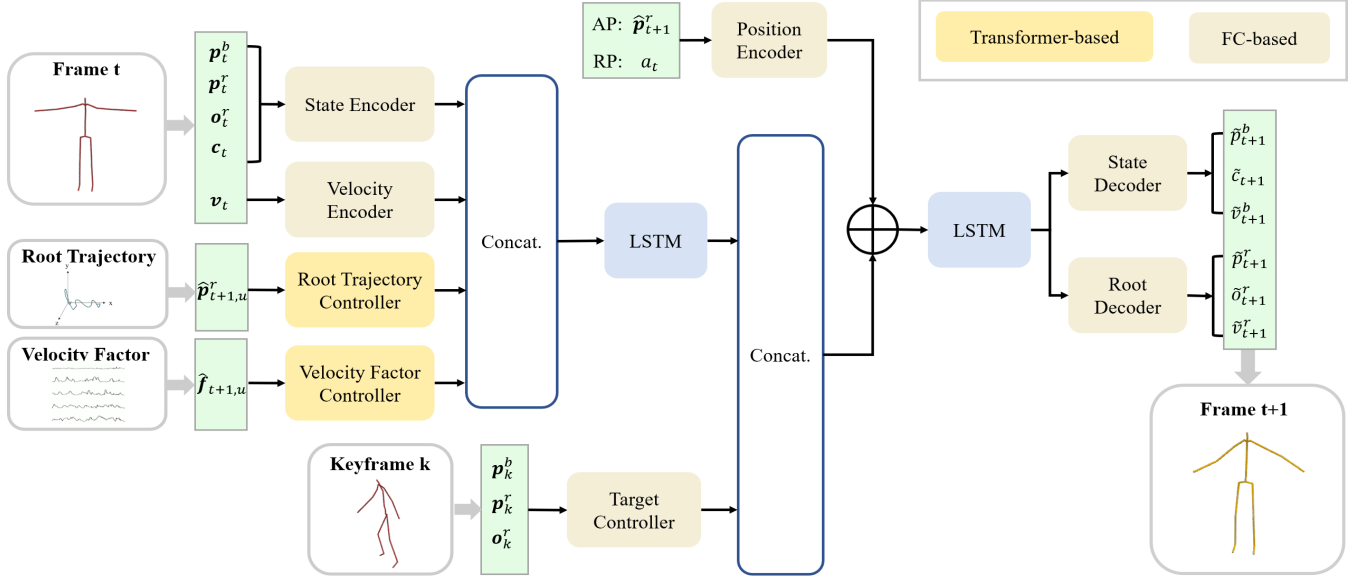 Frame t
p_t^b
p_t^r
o_t^r
c_t
v_t
State Encoder
Velocity
Encoder
Root Trajectory
y
x
z
p̂_{t+1,u}^r
Root Trajectory
Controller
Velocity Factor
f̂_{t+1,u}
Velocity Factor
Controller
Concat.
LSTM
Keyframe k
p_k^b
p_k^r
o_k^r
Target
Controller
Concat.
AP: p̂_{t+1}^r
RP: a_t
Position
Encoder
LSTM
State
Decoder
Root
Decoder
p̃_{t+1}^b
c̃_{t+1}
ṽ_{t+1}^b
p̃_{t+1}^r
õ_{t+1}^r
ṽ_{t+1}^r
Frame t+1
Transformer-based
FC-based